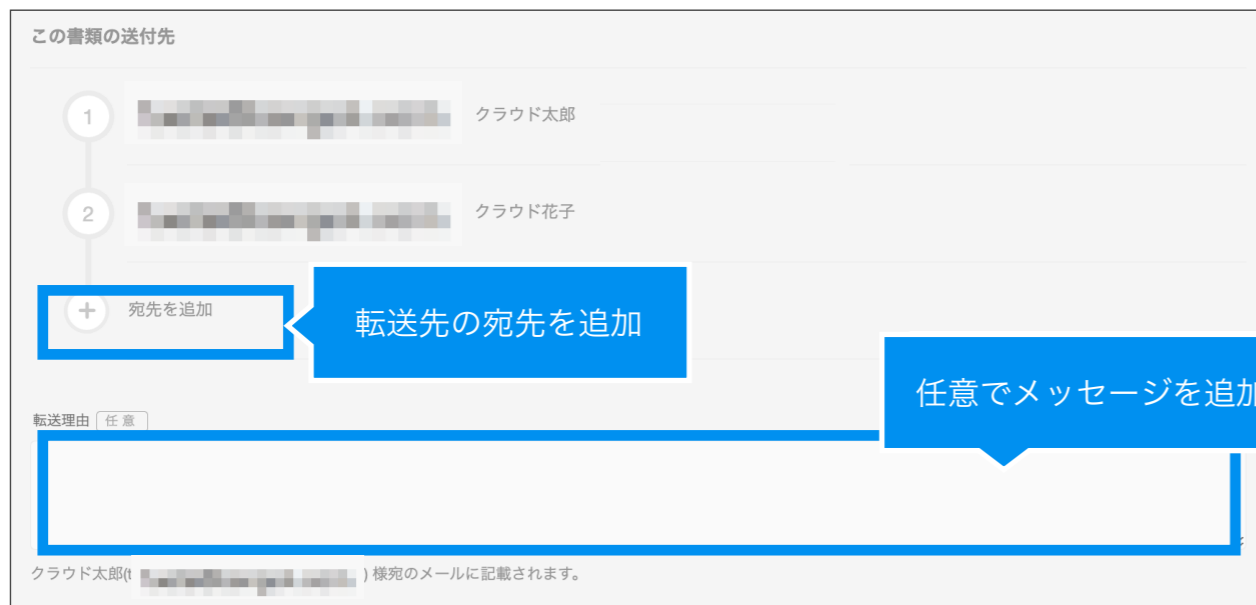 この書類の送付先
1
クラウド太郎
2
クラウド花子
+ 宛先を追加
転送先の宛先を追加
任意でメッセージを追加
転送理由 任意
クラウド太郎(t ) 様宛のメールに記載されます。